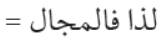 لذا فالمجال =